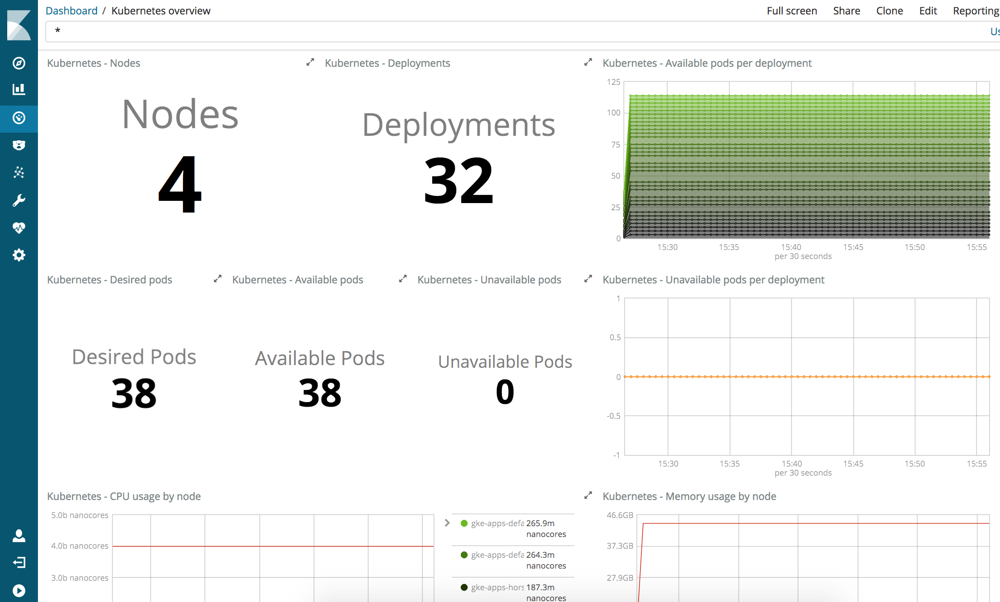 Dashboard / Kubernetes overview
Full screen Share Clone Edit Reporting
*
Us
Kubernetes - Nodes
Nodes
4
Kubernetes - Deployments
Deployments
32
Kubernetes - Available pods per deployment
125
100
75
50
25
0
15:30 15:35 15:40 15:45 15:50 15:55
per 30 seconds
Kubernetes - Desired pods
Desired Pods
38
Kubernetes - Available pods
Available Pods
38
Kubernetes - Unavailable pods
Unavailable Pods
0
Kubernetes - Unavailable pods per deployment
1
0.5
0
-0.5
-1
15:30 15:35 15:40 15:45 15:50 15:55
per 30 seconds
Kubernetes - CPU usage by node
5.0b nanocores
4.0b nanocores
3.0b nanocores
gke-apps-defa 265.9m
nanocores
gke-apps-defa 264.3m
nanocores
gke-apps-hors 187.3m
nanocores
Kubernetes - Memory usage by node
46.6GB
37.3GB
27.9GB